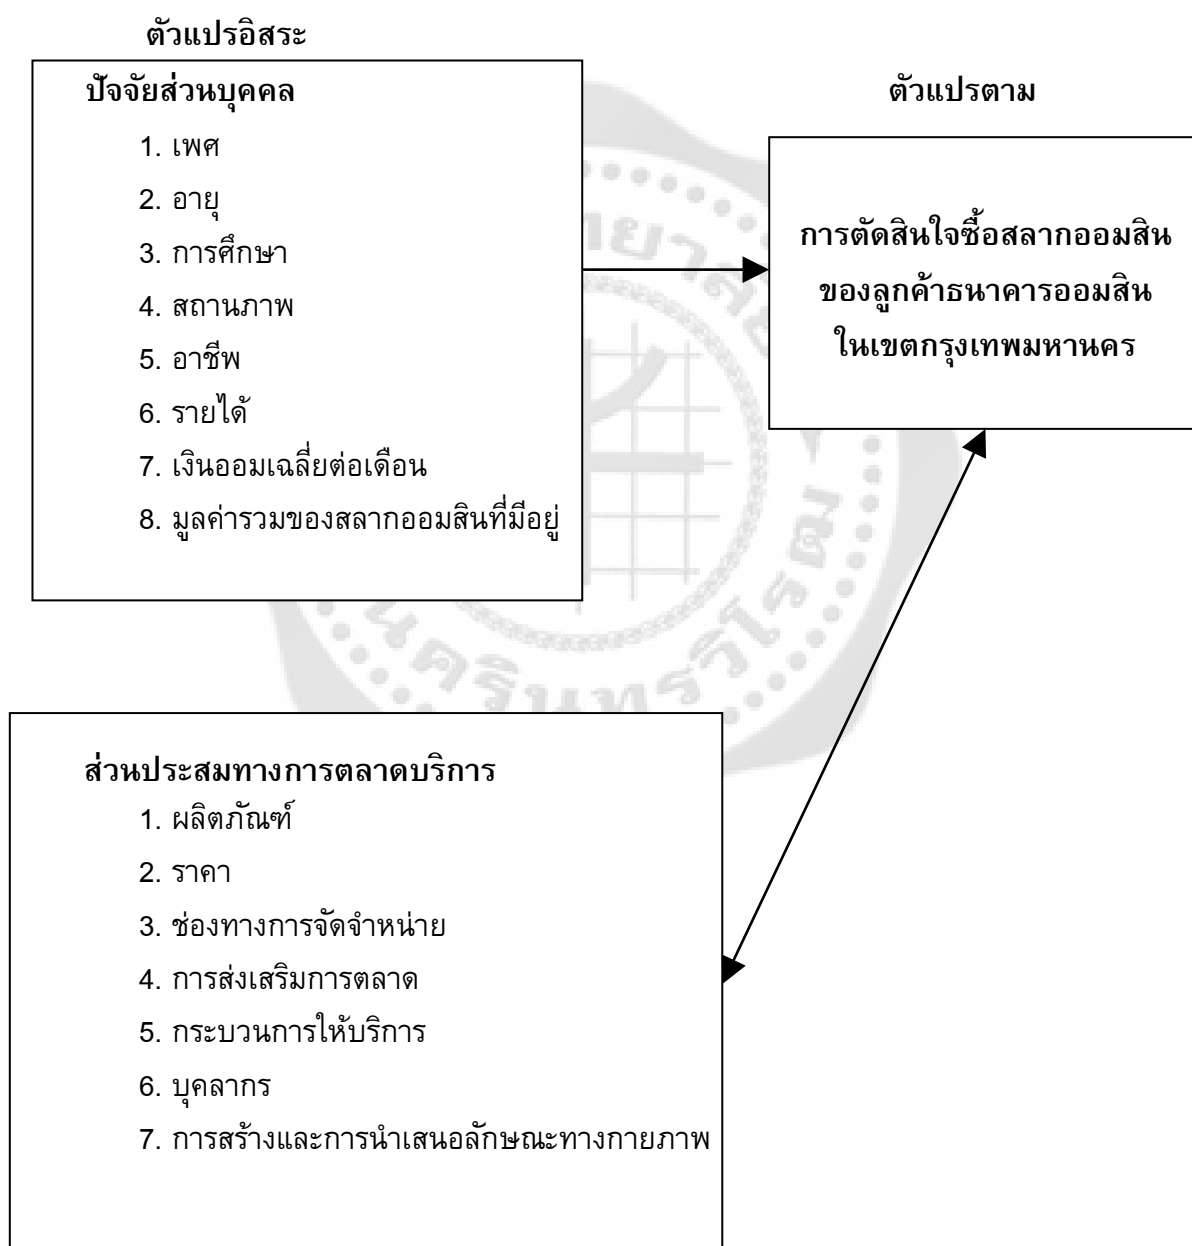 ตัวแปรอิสระ
ปัจจัยส่วนบุคคล
1. เพศ
2. อายุ
3. การศึกษา
4. สถานภาพ
5. อาชีพ
6. รายได้
7. เงินออมเฉลี่ยต่อเดือน
8. มูลค่ารวมของสลากออมสินที่มีอยู่
ตัวแปรตาม
การตัดสินใจซื้อสลากออมสิน
ของลูกค้าธนาคารออมสิน
ในเขตกรุงเทพมหานคร
ส่วนประสมทางการตลาดบริการ
1. ผลิตภัณฑ์
2. ราคา
3. ช่องทางการจัดจำหน่าย
4. การส่งเสริมการตลาด
5. กระบวนการให้บริการ
6. บุคลากร
7. การสร้างและการนำเสนอลักษณะทางกายภาพ